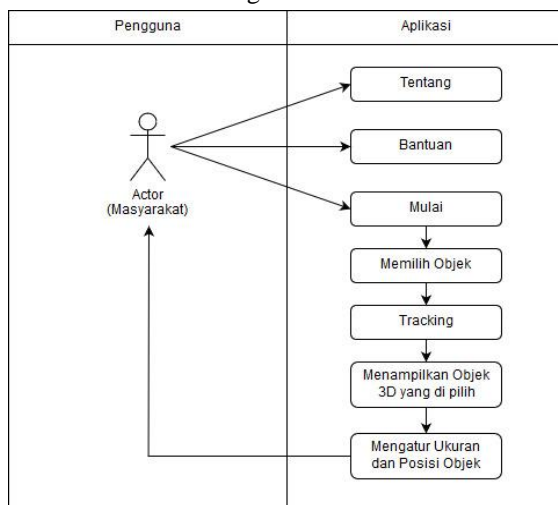 Pengguna
Aplikasi
Tentang
Bantuan
Actor
(Masyarakat)
Mulai
Memilih Objek
Tracking
Menampilkan Objek
3D yang di pilih
Mengatur Ukuran
dan Posisi Objek